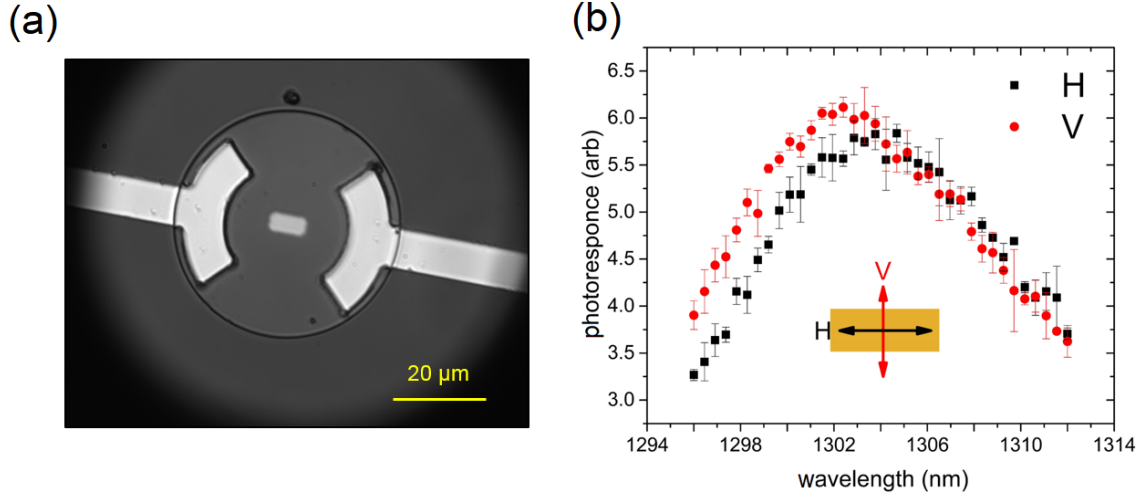 (a)
20 µm
(b)
photoresponce (arb)
6.5
6.0
5.5
5.0
4.5
4.0
3.5
3.0
H
V
V
H
1294 1298 1302 1306 1310 1314
wavelength (nm)